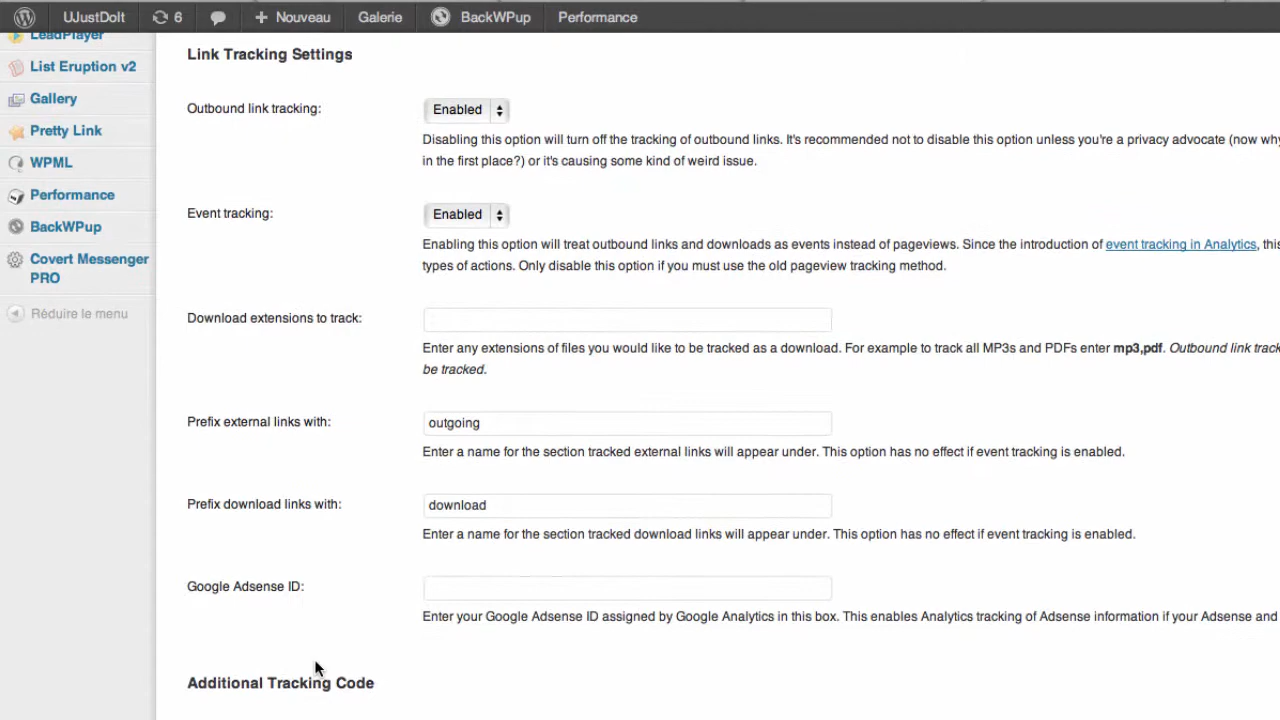 UJustDoIt 6 Nouveau Galerie BackWPup Performance
LeadPlayer
List Eruption v2
Gallery
Pretty Link
WPML
Performance
BackWPup
Covert Messenger
PRO
Réduire le menu
Link Tracking Settings
Outbound link tracking: Enabled
Disabling this option will turn off the tracking of outbound links. It's recommended not to disable this option unless you're a privacy advocate (now why
in the first place?) or it's causing some kind of weird issue.
Event tracking: Enabled
Enabling this option will treat outbound links and downloads as events instead of pageviews. Since the introduction of event tracking in Analytics, this
types of actions. Only disable this option if you must use the old pageview tracking method.
Download extensions to track:
Enter any extensions of files you would like to be tracked as a download. For example to track all MP3s and PDFs enter mp3,pdf. Outbound link track
be tracked.
Prefix external links with: outgoing
Enter a name for the section tracked external links will appear under. This option has no effect if event tracking is enabled.
Prefix download links with: download
Enter a name for the section tracked download links will appear under. This option has no effect if event tracking is enabled.
Google Adsense ID:
Enter your Google Adsense ID assigned by Google Analytics in this box. This enables Analytics tracking of Adsense information if your Adsense and
Additional Tracking Code